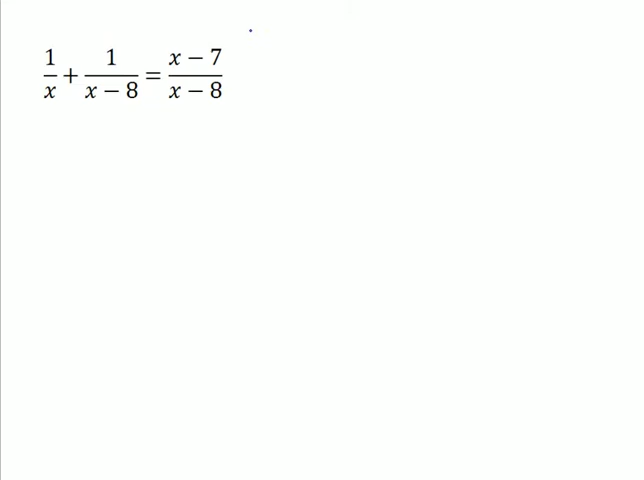 1/x + 1/(x − 8) = (x − 7)/(x − 8)